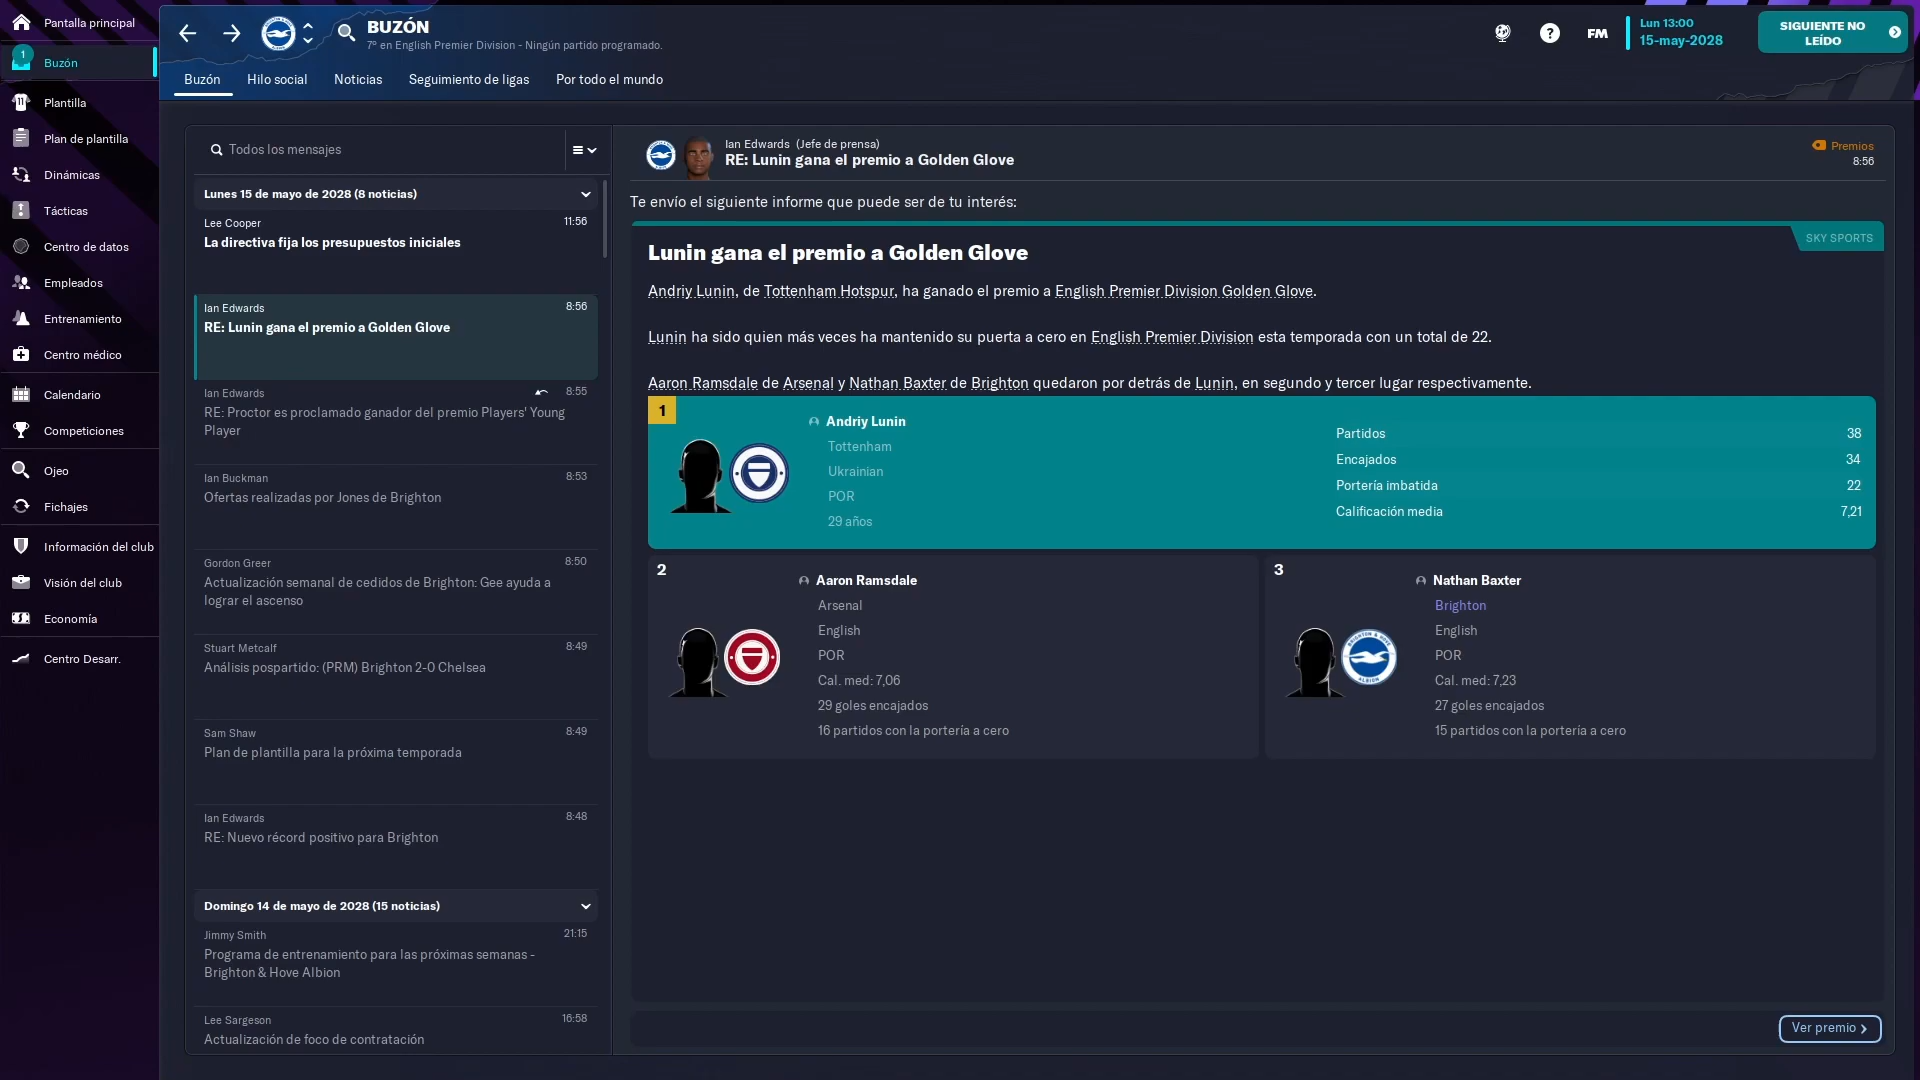 Pantalla principal
1
Buzón
Plantilla
Plan de plantilla
Dinámicas
Tácticas
Centro de datos
Empleados
Entrenamiento
Centro médico
Calendario
Competiciones
Ojeo
Fichajes
Información del club
Visión del club
Economía
Centro Desarr.
BUZÓN
7º en English Premier Division - Ningún partido programado.
FM
Lun 13:00
15-may-2028
SIGUIENTE NO
LEÍDO
Buzón
Hilo social
Noticias
Seguimiento de ligas
Por todo el mundo
Todos los mensajes
Lunes 15 de mayo de 2028 (8 noticias)
Lee Cooper
11:56
La directiva fija los presupuestos iniciales
Ian Edwards
8:56
RE: Lunin gana el premio a Golden Glove
Ian Edwards
8:55
RE: Proctor es proclamado ganador del premio Players' Young
Player
Ian Buckman
8:53
Ofertas realizadas por Jones de Brighton
Gordon Greer
8:50
Actualización semanal de cedidos de Brighton: Gee ayuda a
lograr el ascenso
Stuart Metcalf
8:49
Análisis pospartido: (PRM) Brighton 2-0 Chelsea
Sam Shaw
8:49
Plan de plantilla para la próxima temporada
Ian Edwards
8:48
RE: Nuevo récord positivo para Brighton
Domingo 14 de mayo de 2028 (15 noticias)
Jimmy Smith
21:15
Programa de entrenamiento para las próximas semanas -
Brighton & Hove Albion
Lee Sargeson
16:58
Actualización de foco de contratación
Ian Edwards (Jefe de prensa)
RE: Lunin gana el premio a Golden Glove
Premios
8:56
Te envío el siguiente informe que puede ser de tu interés:
SKY SPORTS
Lunin gana el premio a Golden Glove
Andriy Lunin, de Tottenham Hotspur, ha ganado el premio a English Premier Division Golden Glove.
Lunin ha sido quien más veces ha mantenido su puerta a cero en English Premier Division esta temporada con un total de 22.
Aaron Ramsdale de Arsenal y Nathan Baxter de Brighton quedaron por detrás de Lunin, en segundo y tercer lugar respectivamente.
1
Andriy Lunin
Tottenham
Ukrainian
POR
29 años
Partidos 38
Encajados 34
Portería imbatida 22
Calificación media 7,21
2
Aaron Ramsdale
Arsenal
English
POR
Cal. med: 7,06
29 goles encajados
16 partidos con la portería a cero
3
Nathan Baxter
Brighton
English
POR
Cal. med: 7,23
27 goles encajados
15 partidos con la portería a cero
Ver premio